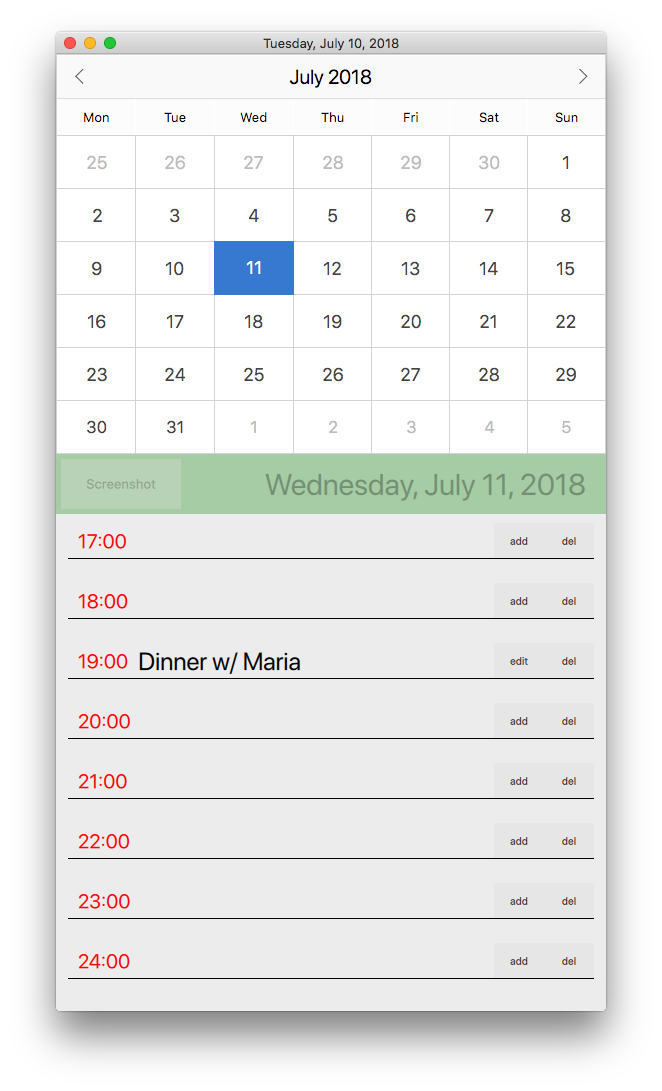 Tuesday, July 10, 2018
July 2018
Mon Tue Wed Thu Fri Sat Sun
25 26 27 28 29 30 1
2 3 4 5 6 7 8
9 10 11 12 13 14 15
16 17 18 19 20 21 22
23 24 25 26 27 28 29
30 31 1 2 3 4 5
Screenshot Wednesday, July 11, 2018
17:00 add del
18:00 add del
19:00 Dinner w/ Maria edit del
20:00 add del
21:00 add del
22:00 add del
23:00 add del
24:00 add del